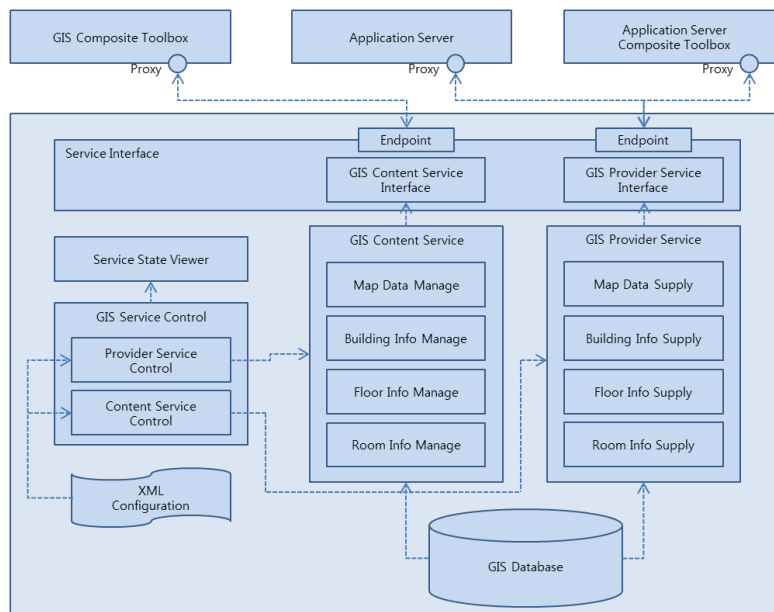 GIS Composite Toolbox
Application Server
Application Server
Composite Toolbox
Proxy
Proxy
Proxy
Endpoint
Endpoint
Service Interface
GIS Content Service
Interface
GIS Provider Service
Interface
Service State Viewer
GIS Service Control
Provider Service
Control
Content Service
Control
XML
Configuration
GIS Content Service
Map Data Manage
Building Info Manage
Floor Info Manage
Room Info Manage
GIS Provider Service
Map Data Supply
Building Info Supply
Floor Info Supply
Room Info Supply
GIS Database